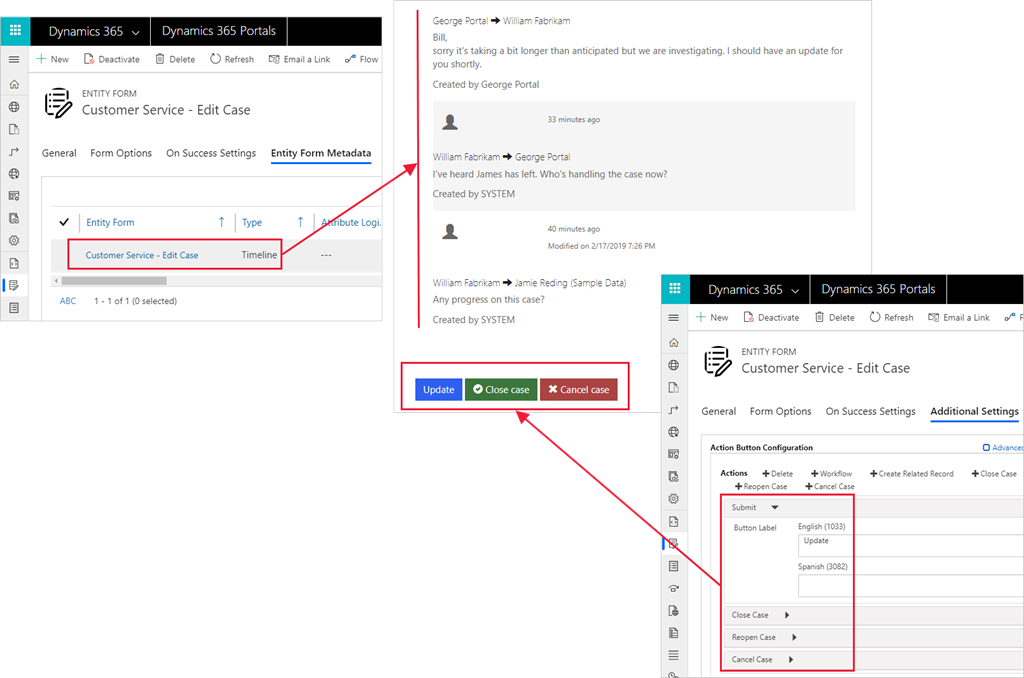 Dynamics 365
Dynamics 365 Portals
New Deactivate Delete Refresh Email a Link Flow
ENTITY FORM
Customer Service - Edit Case
General Form Options On Success Settings Entity Form Metadata
Entity Form Type Attribute Logi.
Customer Service - Edit Case Timeline ---
ABC 1 - 1 of 1 (0 selected)
George Portal → William Fabrikam
Bill,
sorry it's taking a bit longer than anticipated but we are investigating. I should have an update for
you shortly.
Created by George Portal
33 minutes ago
William Fabrikam → George Portal
I've heard James has left. Who's handling the case now?
Created by SYSTEM
40 minutes ago
Modified on 2/17/2019 7:26 PM
William Fabrikam → Jamie Reding (Sample Data)
Any progress on this case?
Created by SYSTEM
Update Close case Cancel case
Dynamics 365
Dynamics 365 Portals
New Deactivate Delete Refresh Email a Link F
ENTITY FORM
Customer Service - Edit Case
General Form Options On Success Settings Additional Settings
Action Button Configuration Advanced
Actions +Delete +Workflow +Create Related Record +Close Case
+Reopen Case +Cancel Case
Submit
Button Label English (1033)
Update
Spanish (3082)
Close Case
Reopen Case
Cancel Case